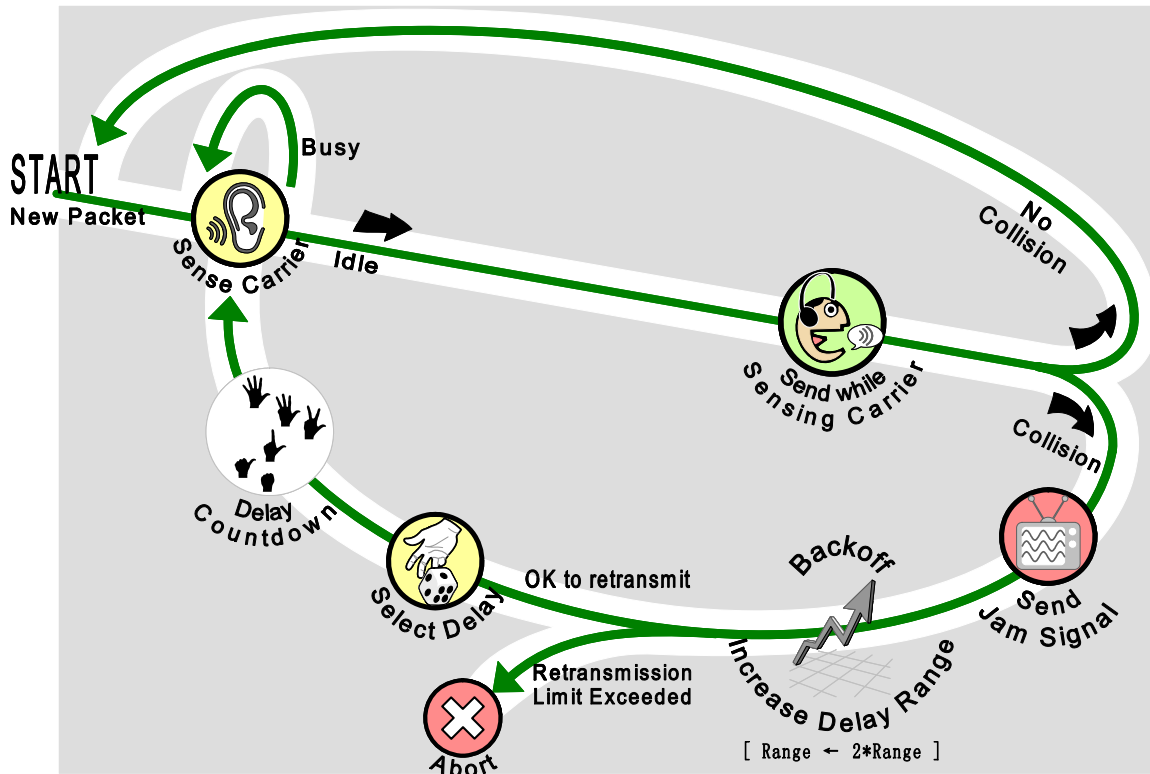 START
New Packet
Busy
Sense Carrier
Idle
No
Collision
Send while
Sensing Carrier
Collision
Send
Jam Signal
Backoff
Increase Delay Range
[ Range ← 2*Range ]
OK to retransmit
Retransmission
Limit Exceeded
Abort
Select Delay
Delay
Countdown